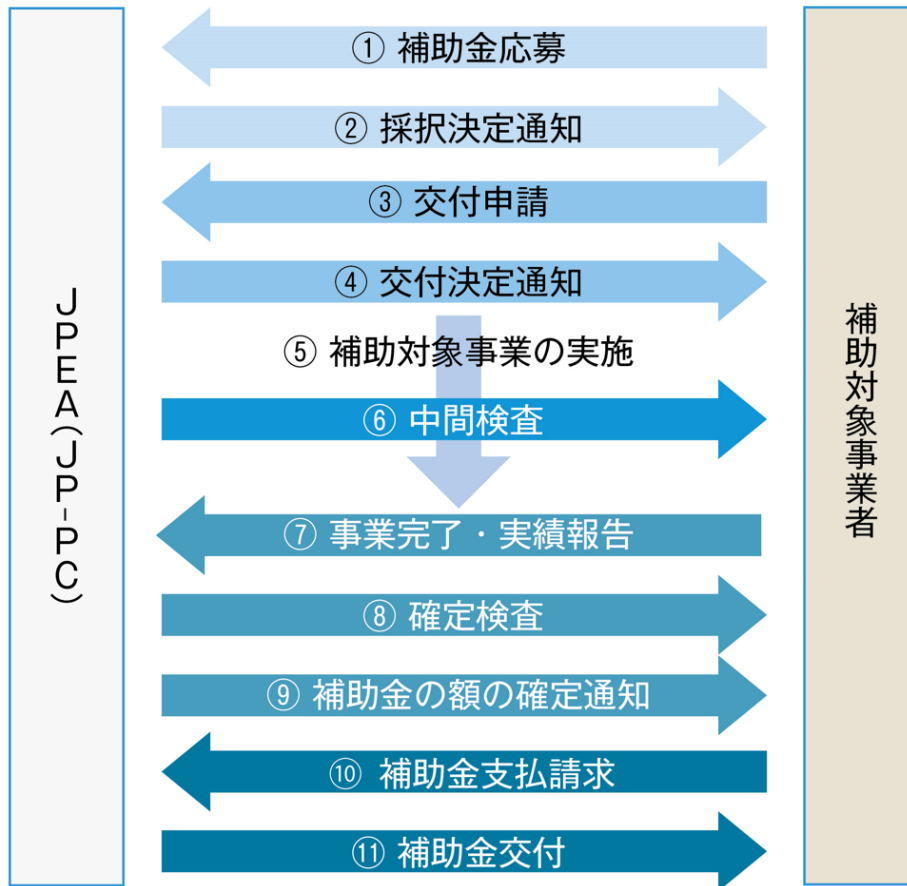 JPEA(JP-PC)
① 補助金応募
② 採択決定通知
③ 交付申請
④ 交付決定通知
⑤ 補助対象事業の実施
⑥ 中間検査
⑦ 事業完了・実績報告
⑧ 確定検査
⑨ 補助金の額の確定通知
⑩ 補助金支払請求
⑪ 補助金交付
補助対象事業者